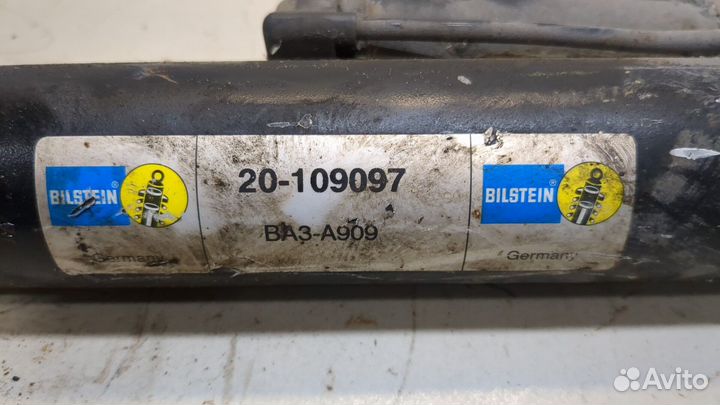 20-109097
BILSTEIN ®
BILSTEIN ®
BA3-A909
Germany
Germany
Avito